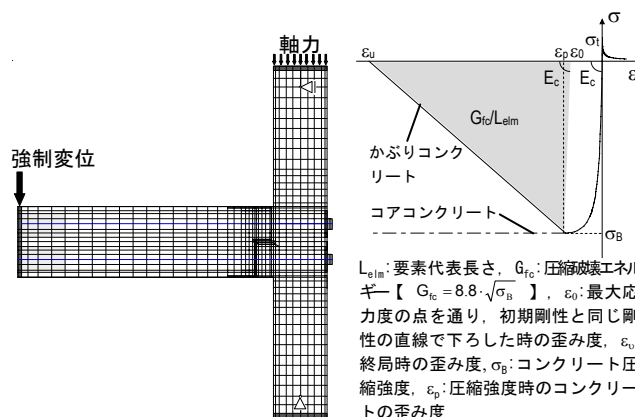 軸力
強制変位
σ
σt
εu
εp ε0
ε
Ec
Ec
Gfc/Lelm
かぶりコンク
リート
コアコンクリート
σB
Lelm:要素代表長さ, Gfc:圧縮破壊エネル
ギー【 Gfc =8.8·√σB 】, ε0:最大応
力度の点を通り, 初期剛性と同じ剛
性の直線で下ろした時の歪み度, ευ
終局時の歪み度, σB:コンクリート圧
縮強度, εp:圧縮強度時のコンクリー
トの歪み度